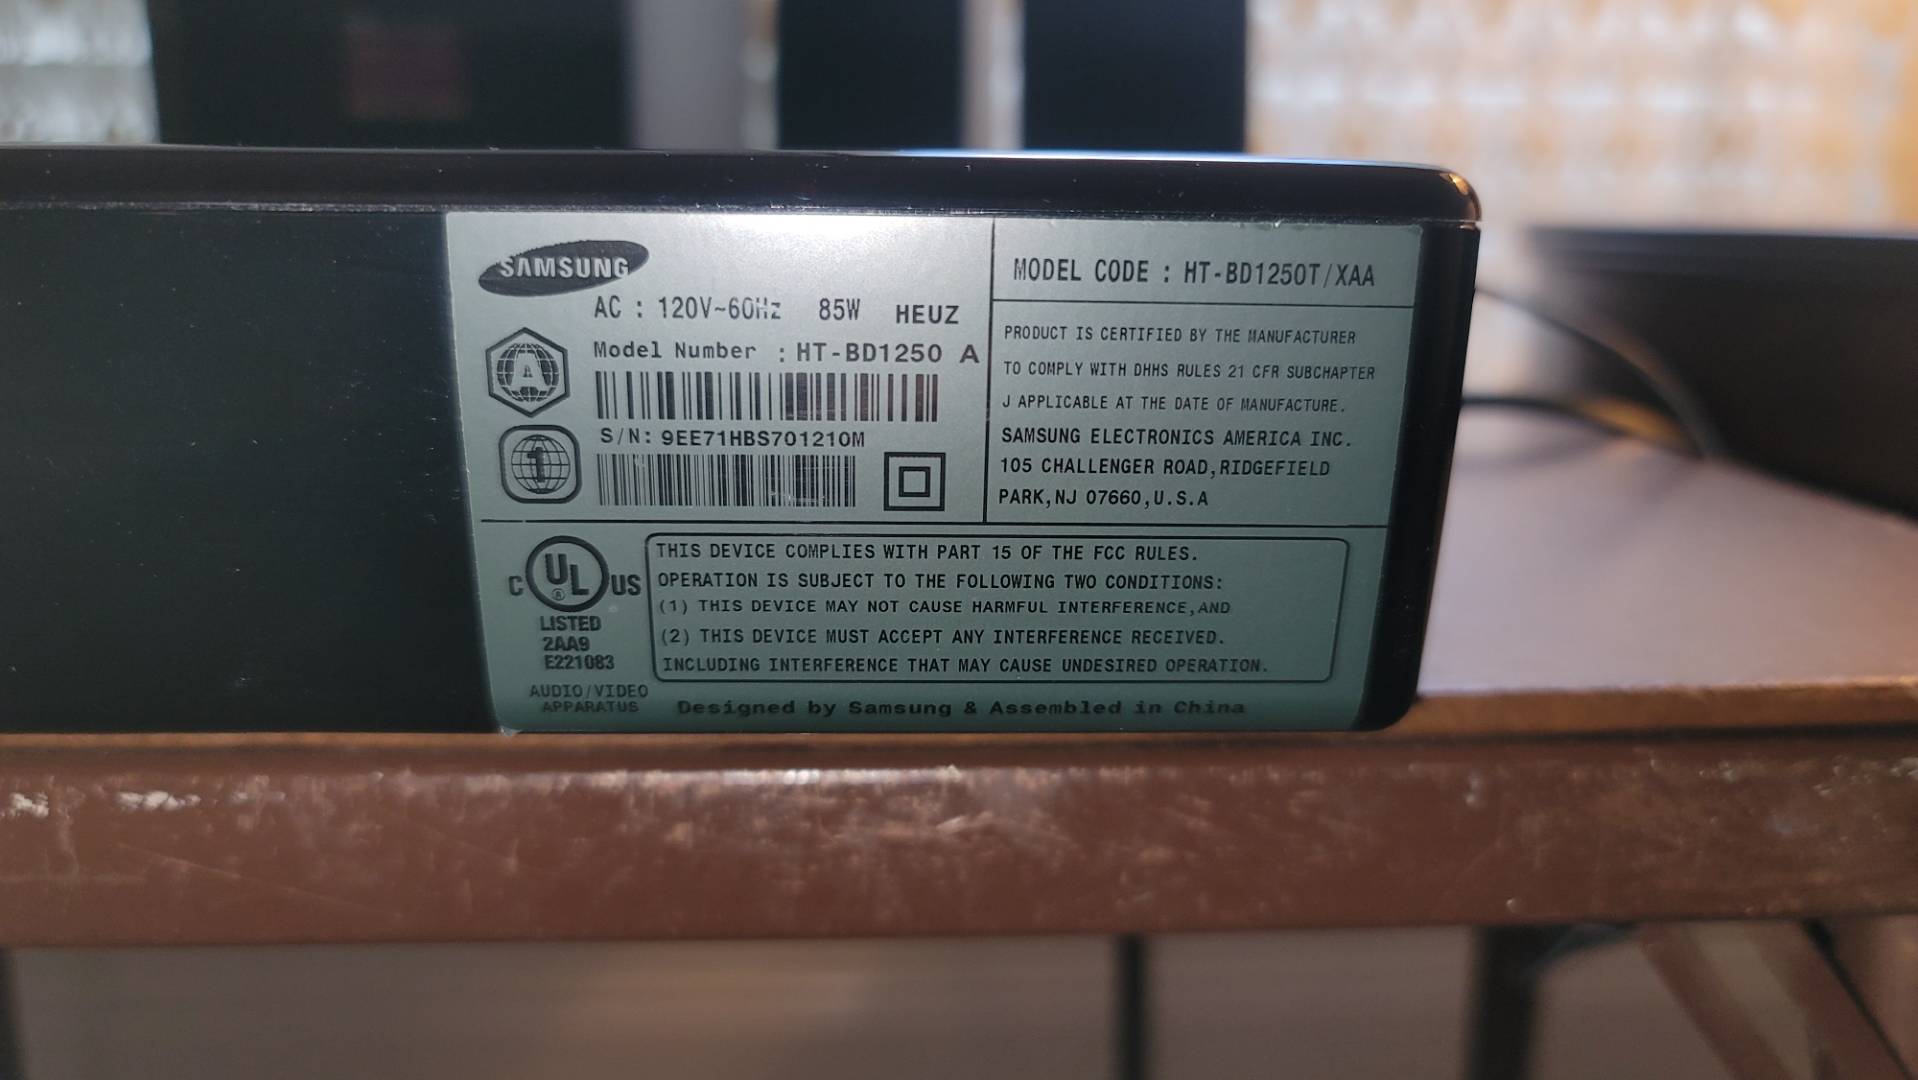 SAMSUNG
AC : 120V~60Hz 85W HEUZ
Model Number : HT-BD1250 A
A
S/N: 9EE71HBS701210M
1
MODEL CODE : HT-BD1250T/XAA
PRODUCT IS CERTIFIED BY THE MANUFACTURER
TO COMPLY WITH DHHS RULES 21 CFR SUBCHAPTER
J APPLICABLE AT THE DATE OF MANUFACTURE.
SAMSUNG ELECTRONICS AMERICA INC.
105 CHALLENGER ROAD,RIDGEFIELD
PARK,NJ 07660,U.S.A
C UL ® US
LISTED
2AA9
E221083
AUDIO/VIDEO
APPARATUS
THIS DEVICE COMPLIES WITH PART 15 OF THE FCC RULES.
OPERATION IS SUBJECT TO THE FOLLOWING TWO CONDITIONS:
(1) THIS DEVICE MAY NOT CAUSE HARMFUL INTERFERENCE,AND
(2) THIS DEVICE MUST ACCEPT ANY INTERFERENCE RECEIVED.
INCLUDING INTERFERENCE THAT MAY CAUSE UNDESIRED OPERATION.
Designed by Samsung & Assembled in China